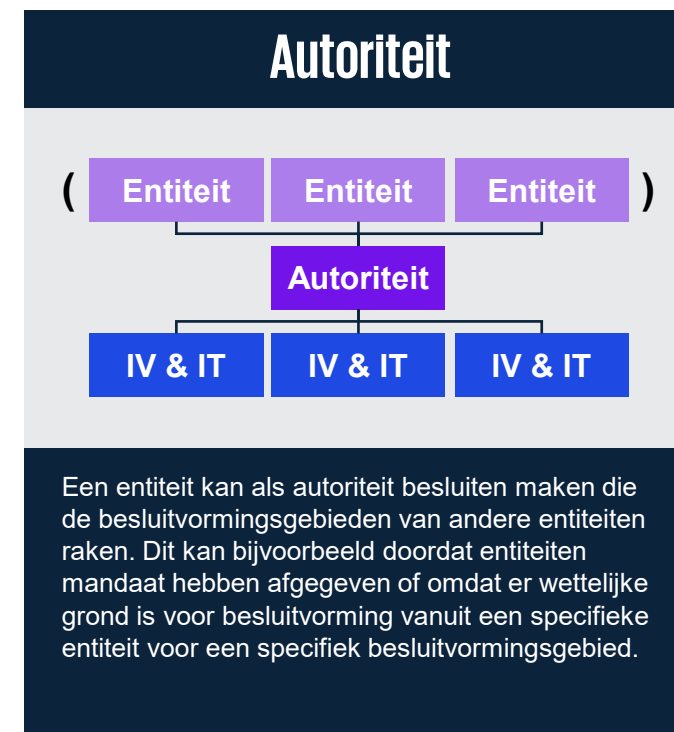 Autoriteit
( Entiteit Entiteit Entiteit )
Autoriteit
IV & IT IV & IT IV & IT
Een entiteit kan als autoriteit besluiten maken die
de besluitvormingsgebieden van andere entiteiten
raken. Dit kan bijvoorbeeld doordat entiteiten
mandaat hebben afgegeven of omdat er wettelijke
grond is voor besluitvorming vanuit een specifieke
entiteit voor een specifiek besluitvormingsgebied.